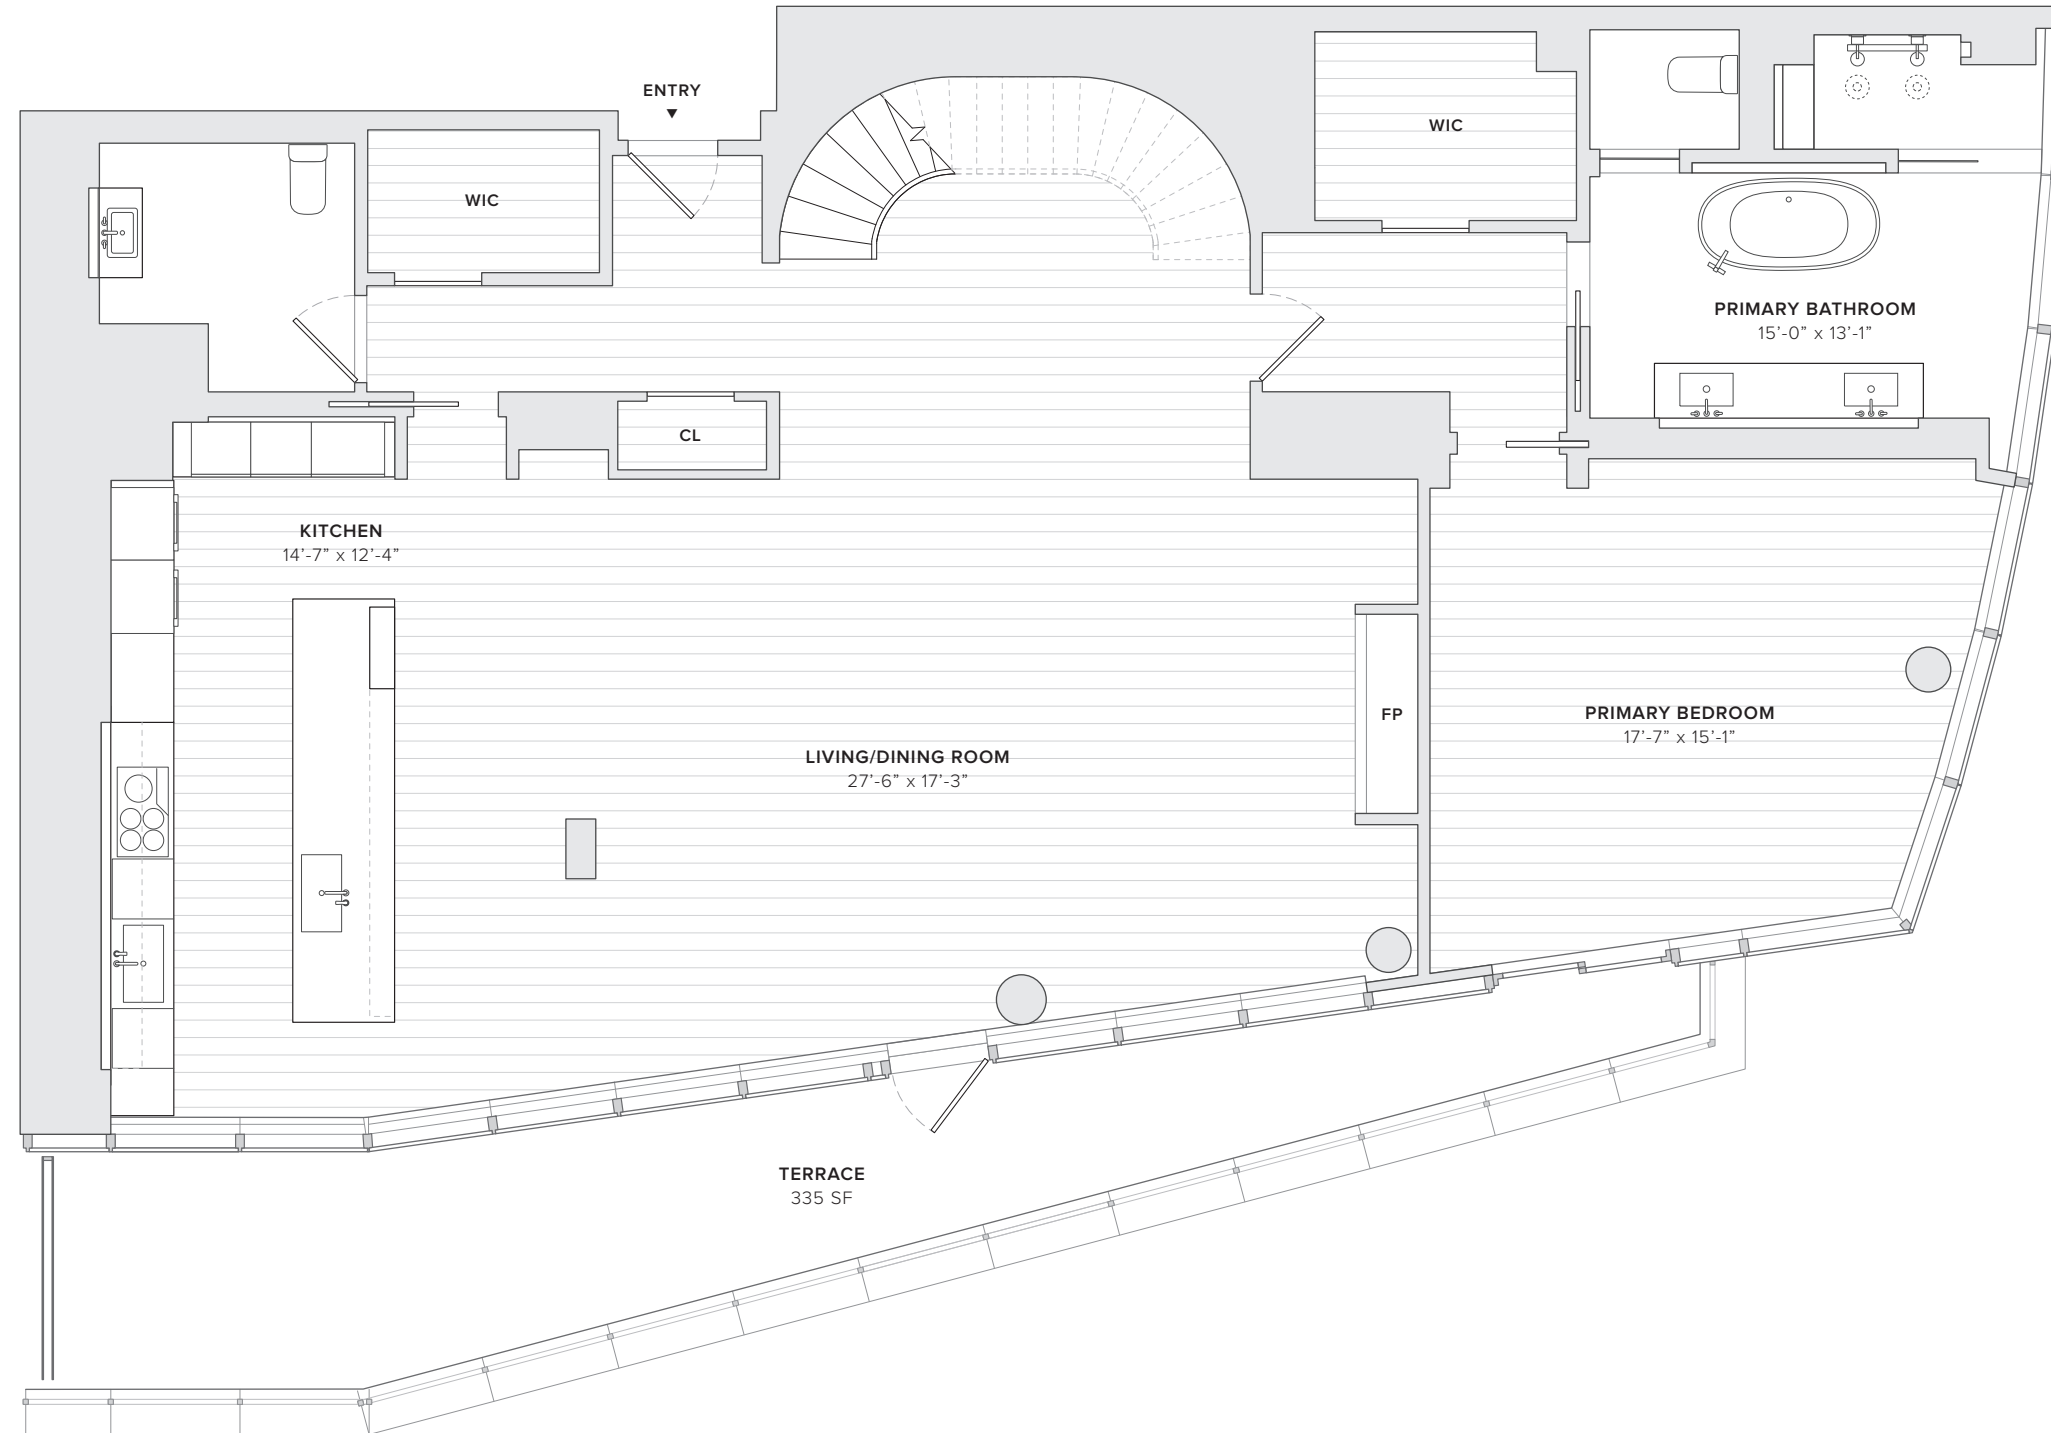 ENTRY
WIC
WIC
PRIMARY BATHROOM
15’-0” x 13’-1”
CL
KITCHEN
14’-7” x 12’-4”
FP
PRIMARY BEDROOM
17’-7” x 15’-1”
LIVING/DINING ROOM
27’-6” x 17’-3”
TERRACE
335 SF